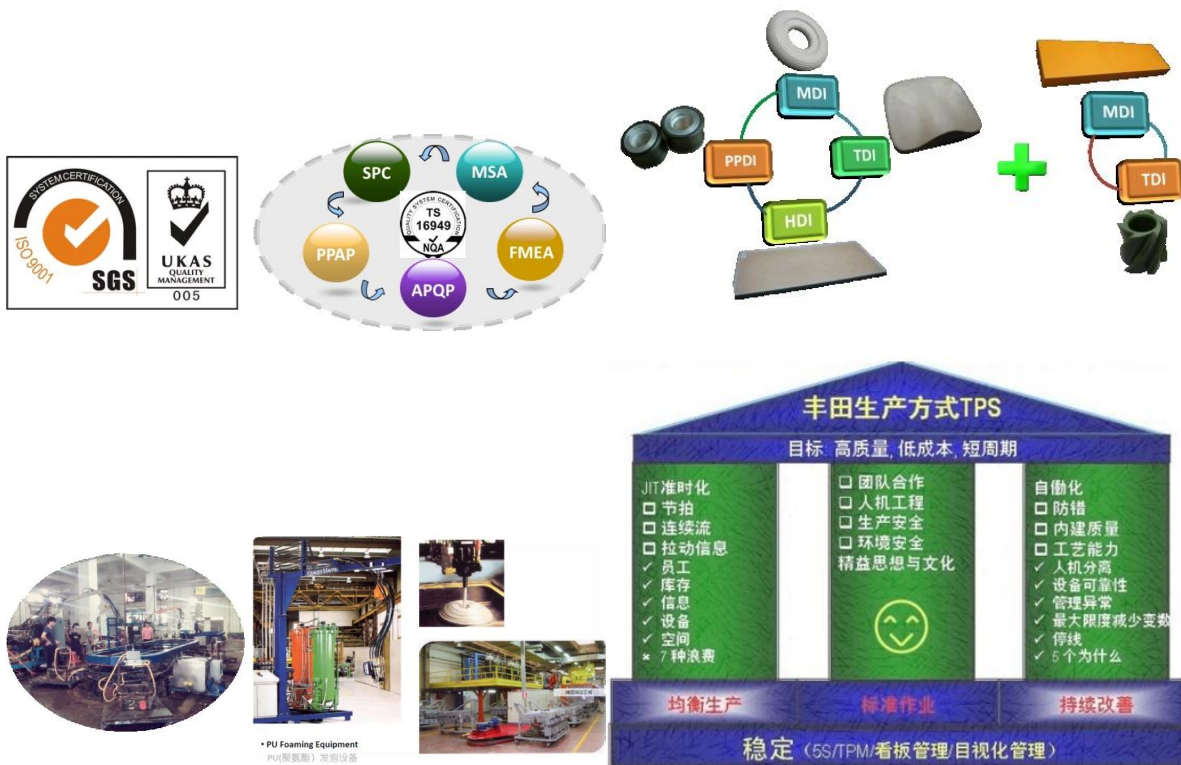 SYSTEM CERTIFICATION
ISO 9001
SGS
UKAS
QUALITY
MANAGEMENT
005
SPC
MSA
PPAP
FMEA
APQP
QUALITY SYSTEM CERTIFICATION
TS
16949
NQA
MDI
PPDI
TDI
HDI
MDI
TDI
• PU Foaming Equipment
PU(聚氨酯）发泡设备
丰田生产方式TPS
目标: 高质量, 低成本, 短周期
JIT准时化
☐ 节拍
☐ 连续流
☐ 拉动信息
✓ 员工
✓ 库存
✓ 信息
✓ 设备
✓ 空间
× 7 种浪费
☐ 团队合作
☐ 人机工程
☐ 生产安全
☐ 环境安全
精益思想与文化
自働化
☐ 防错
☐ 内建质量
☐ 工艺能力
✓ 人机分离
✓ 设备可靠性
✓ 管理异常
✓ 最大限度减少变数
✓ 停线
✓ 5 个为什么
均衡生产
标准作业
持续改善
稳定（5S/TPM/看板管理/目视化管理）